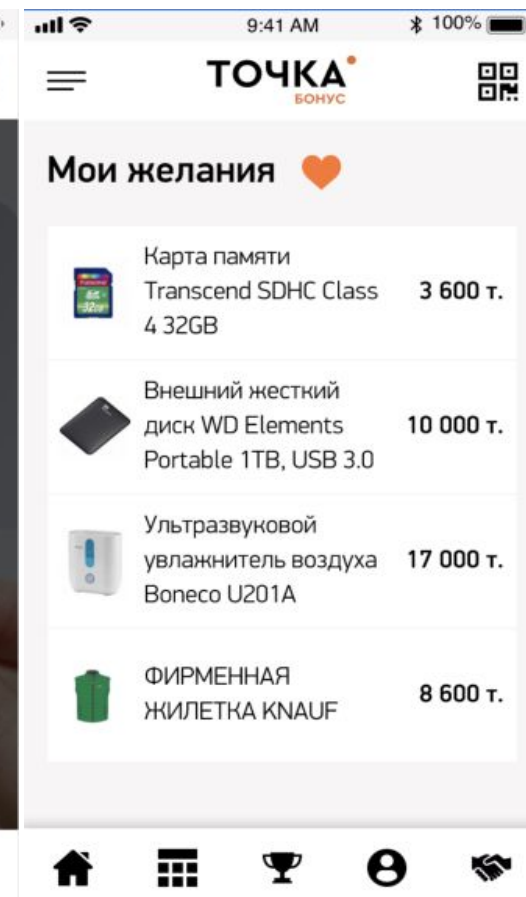 9:41 AM 100%
ТОЧКА
БОНУС
Мои желания
Карта памяти
Transcend SDHC Class
4 32GB
3 600 т.
Внешний жесткий
диск WD Elements
Portable 1TB, USB 3.0
10 000 т.
Ультразвуковой
увлажнитель воздуха
Boneco U201A
17 000 т.
ФИРМЕННАЯ
ЖИЛЕТКА KNAUF
8 600 т.